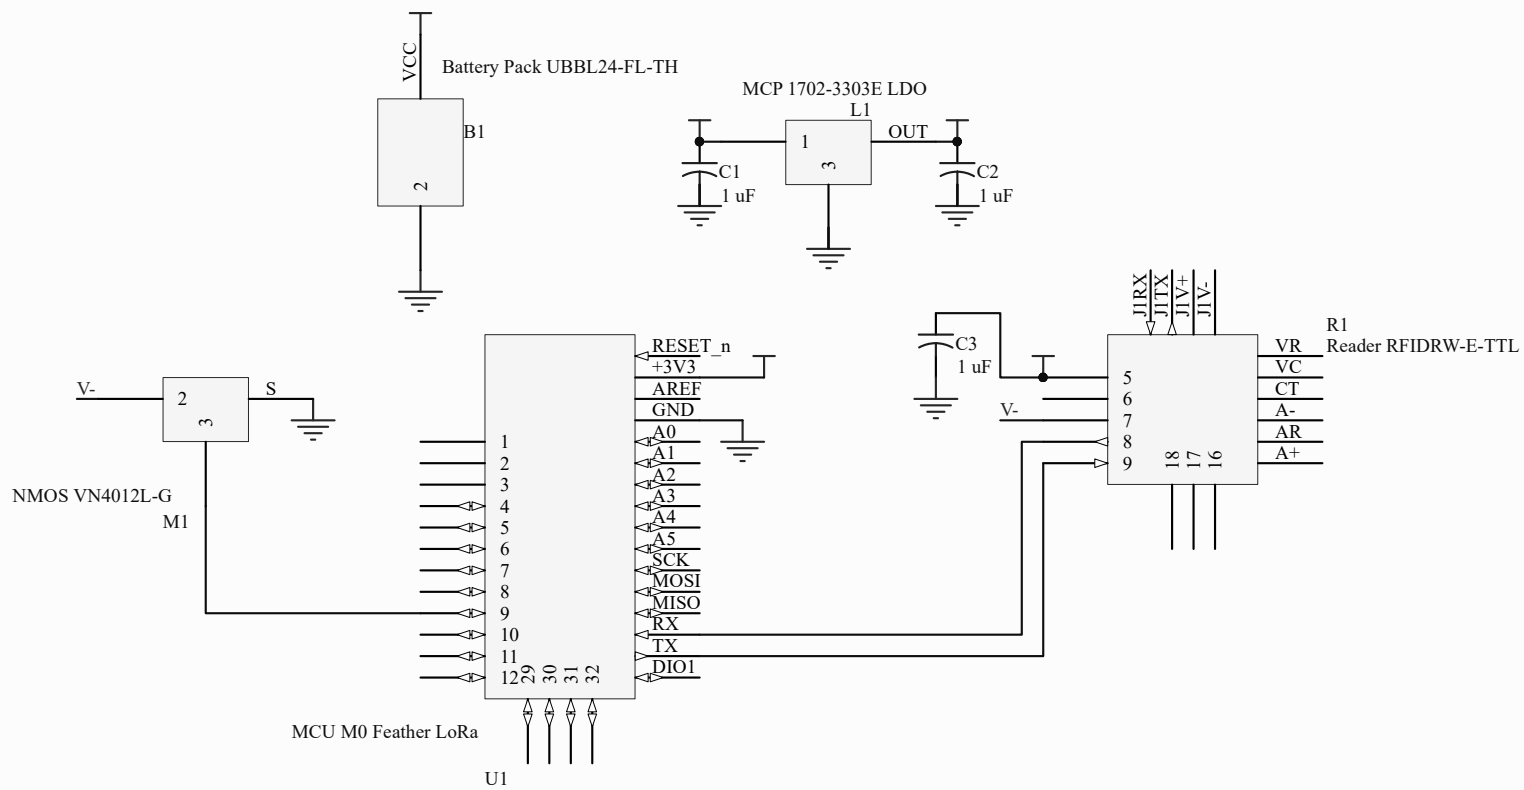 VCC
Battery Pack UBBL24-FL-TH
B1
2
MCP 1702-3303E LDO
L1
1
OUT
3
C1
1 uF
C2
1 uF
J1RX
J1TX
J1V+
J1V-
R1
Reader RFIDRW-E-TTL
VR
VC
CT
A-
AR
A+
5
6
7
8
9
18
17
16
V-
C3
1 uF
V-
2
S
3
NMOS VN4012L-G
M1
RESET_n
+3V3
AREF
GND
A0
A1
A2
A3
A4
A5
SCK
MOSI
MISO
RX
TX
DIO1
1
2
3
4
5
6
7
8
9
10
11
12
29
30
31
32
MCU M0 Feather LoRa
U1